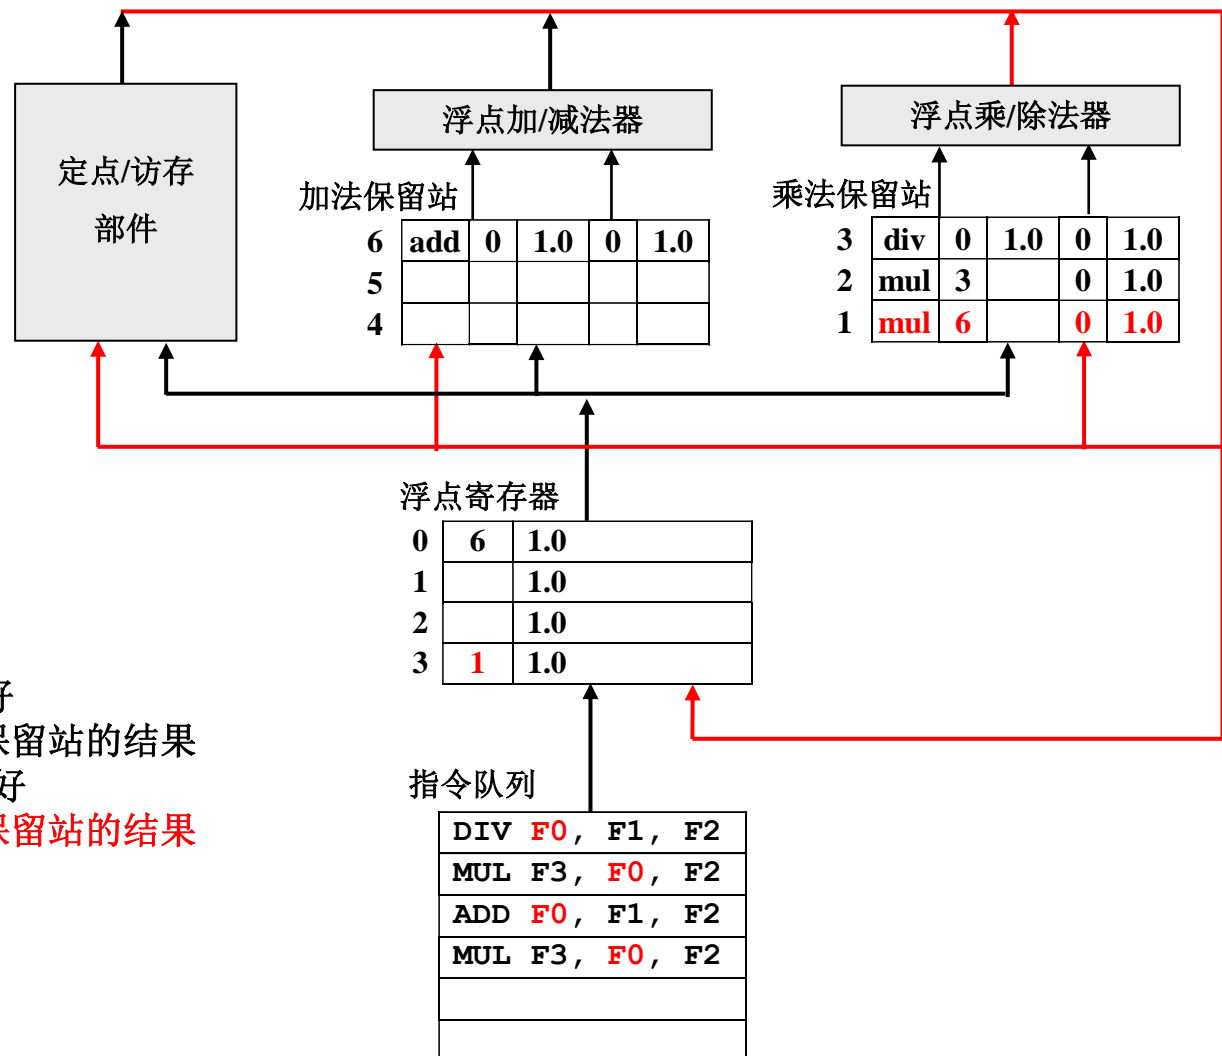 浮点加/减法器
浮点乘/除法器
定点/访存
部件
加法保留站
乘法保留站
6 add 0 1.0 0 1.0
5
4
3 div 0 1.0 0 1.0
2 mul 3 0 1.0
1 mul 6 0 1.0
浮点寄存器
0 6 1.0
1 1.0
2 1.0
3 1 1.0
好
保留站的结果
好
保留站的结果
指令队列
DIV F0, F1, F2
MUL F3, F0, F2
ADD F0, F1, F2
MUL F3, F0, F2